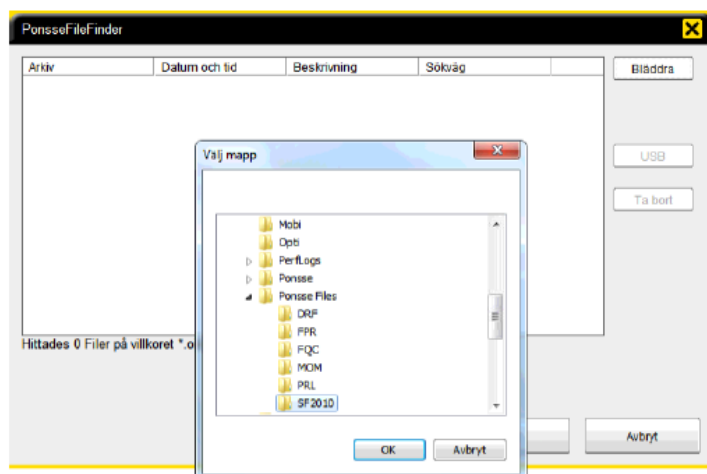 PonsseFileFinder
Arkiv Datum och tid Beskrivning Sökväg
Bläddra
USB
Ta bort
Välj mapp
Mobi
Opti
PerfLogs
Ponsse
Ponsse Files
DRF
FPR
FQC
MOM
PRL
SF2010
Hittades 0 Filer på villkoret *.o
OK Avbryt
Avbryt